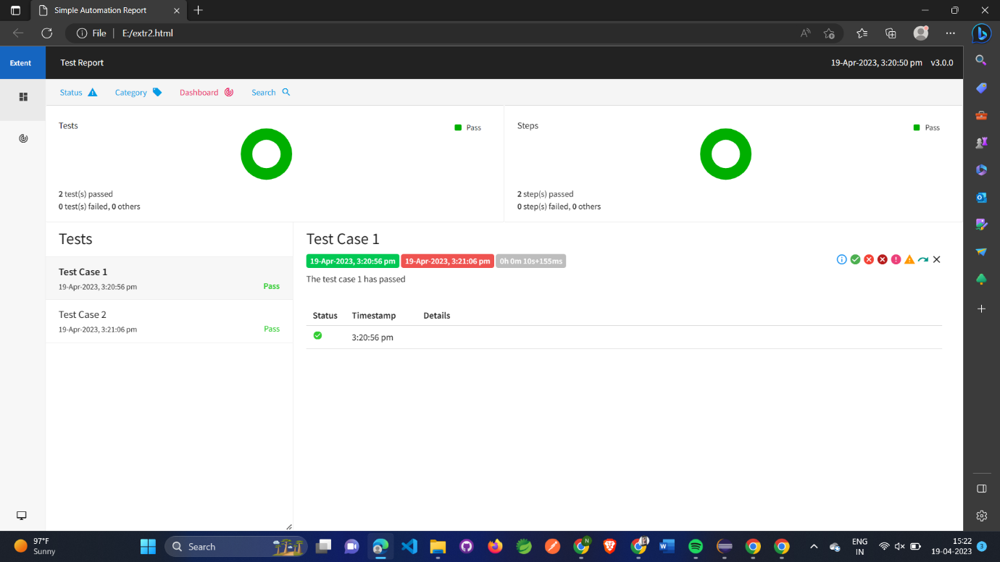 Simple Automation Report
File E:/extr2.html
Extent
Test Report
19-Apr-2023, 3:20:50 pm v3.0.0
Status Category Dashboard Search
Tests
Pass
2 test(s) passed
0 test(s) failed, 0 others
Steps
Pass
2 step(s) passed
0 step(s) failed, 0 others
Tests
Test Case 1
19-Apr-2023, 3:20:56 pm Pass
Test Case 2
19-Apr-2023, 3:21:06 pm Pass
Test Case 1
19-Apr-2023, 3:20:56 pm 19-Apr-2023, 3:21:06 pm 0h 0m 10s+155ms
The test case 1 has passed
Status Timestamp Details
3:20:56 pm
97°F
Sunny
Search
ENG
IN
15:22
19-04-2023
3